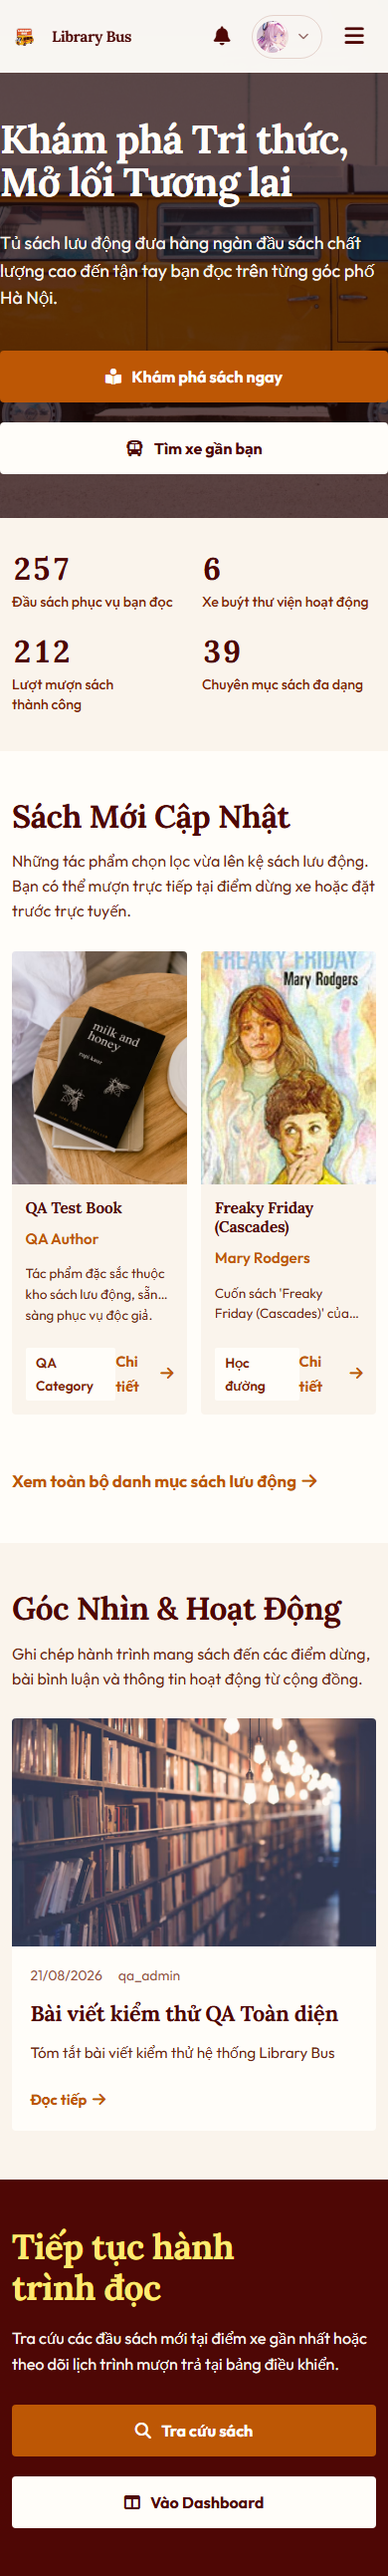 Library Bus
Khám phá Tri thức,
Mở lối Tương lai
Tủ sách lưu động đưa hàng ngàn đầu sách chất
lượng cao đến tận tay bạn đọc trên từng góc phố
Hà Nội.
Khám phá sách ngay
Tìm xe gần bạn
257
6
Đầu sách phục vụ bạn đọc
Xe buýt thư viện hoạt động
212
39
Lượt mượn sách
thành công
Chuyên mục sách đa dạng
Sách Mới Cập Nhật
Những tác phẩm chọn lọc vừa lên kệ sách lưu động.
Bạn có thể mượn trực tiếp tại điểm dừng xe hoặc đặt
trước trực tuyến.
milk and
honey
rupi kaur
QA Test Book
QA Author
Tác phẩm đặc sắc thuộc
kho sách lưu động, sẵn...
sàng phục vụ độc giả.
QA
Category
Chi
tiết →
FREAKY FRIDAY
Mary Rodgers
Freaky Friday
(Cascades)
Mary Rodgers
Cuốn sách 'Freaky
Friday (Cascades)' của...
Học
đường
Chi
tiết →
Xem toàn bộ danh mục sách lưu động →
Góc Nhìn & Hoạt Động
Ghi chép hành trình mang sách đến các điểm dừng,
bài bình luận và thông tin hoạt động từ cộng đồng.
21/08/2026 qa_admin
Bài viết kiểm thử QA Toàn diện
Tóm tắt bài viết kiểm thử hệ thống Library Bus
Đọc tiếp →
Tiếp tục hành
trình đọc
Tra cứu các đầu sách mới tại điểm xe gần nhất hoặc
theo dõi lịch trình mượn trả tại bảng điều khiển.
Tra cứu sách
Vào Dashboard